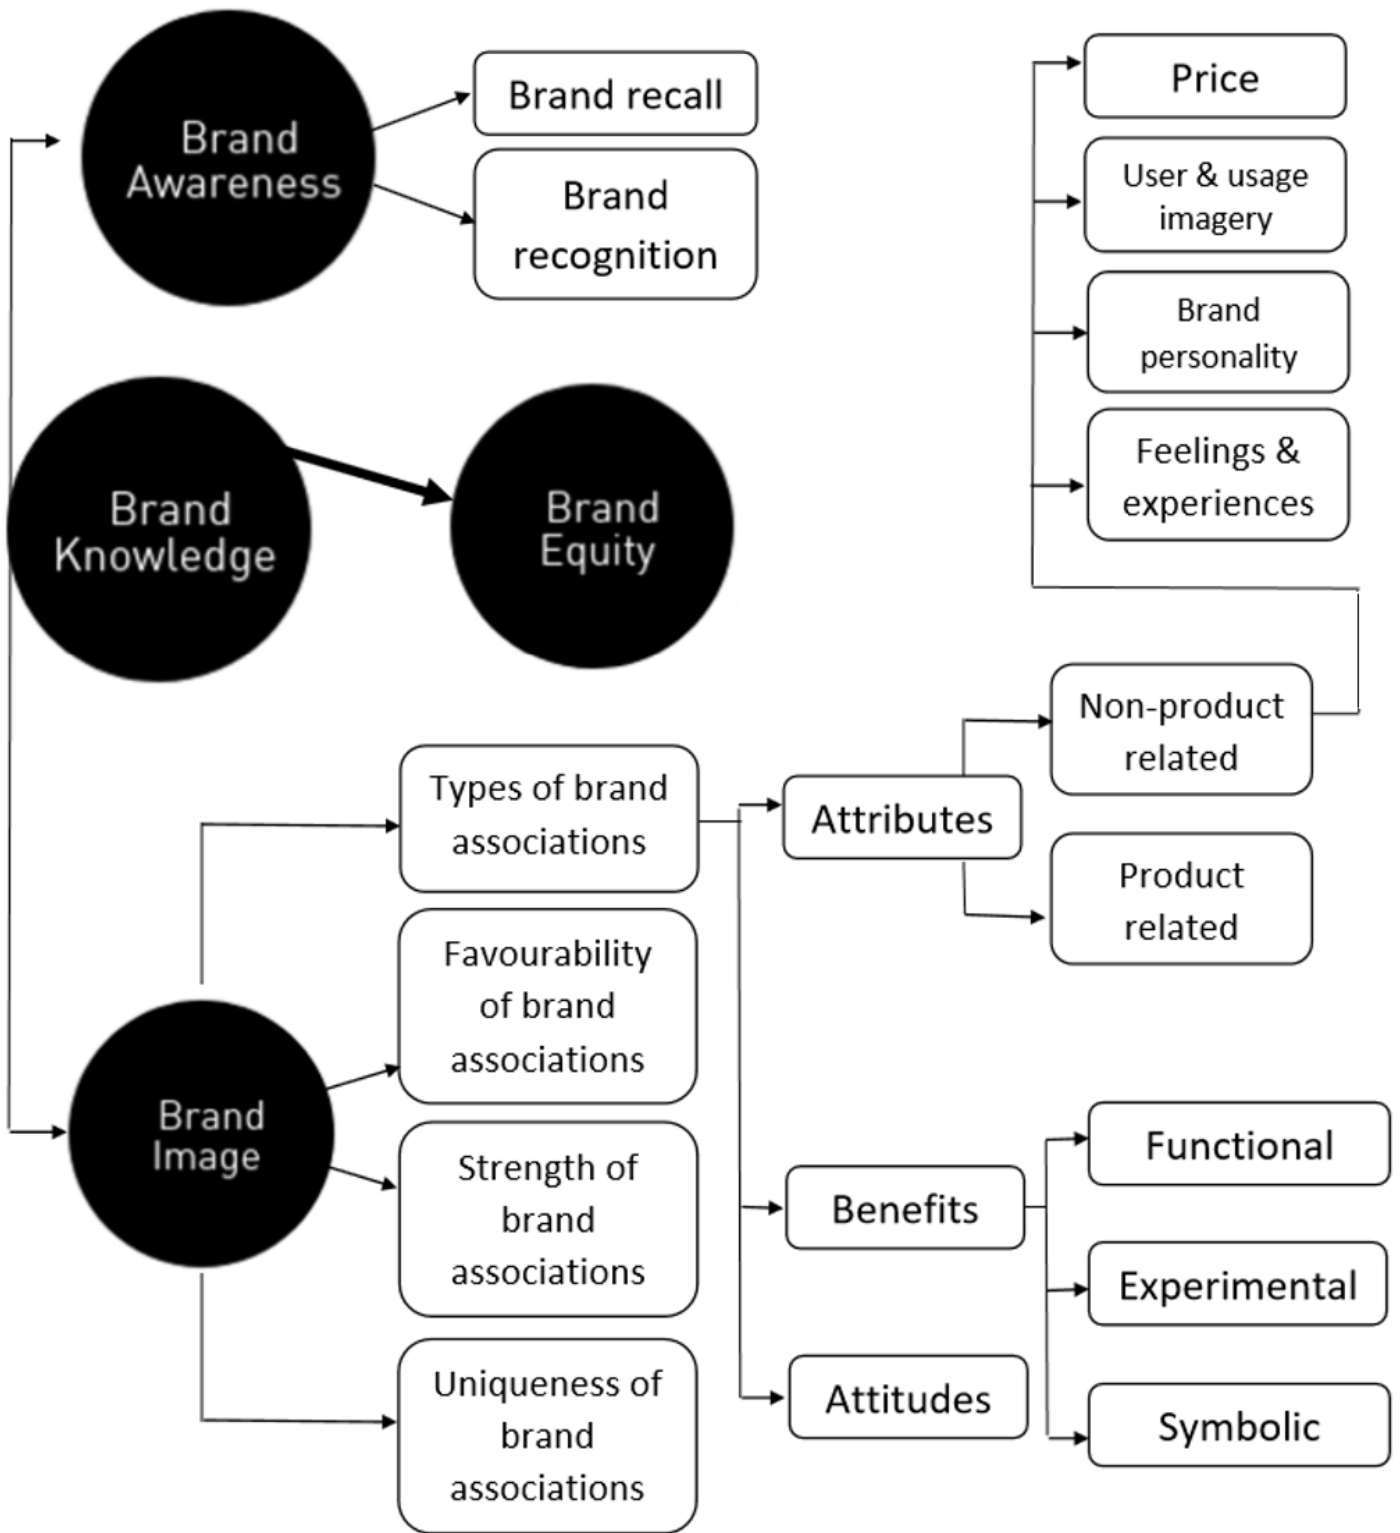 Brand
Awareness
Brand recall
Brand
recognition
Price
User & usage
imagery
Brand
personality
Feelings &
experiences
Brand
Knowledge
Brand
Equity
Non-product
related
Types of brand
associations
Attributes
Product
related
Favourability
of brand
associations
Brand
Image
Strength of
brand
associations
Uniqueness of
brand
associations
Benefits
Attitudes
Functional
Experimental
Symbolic